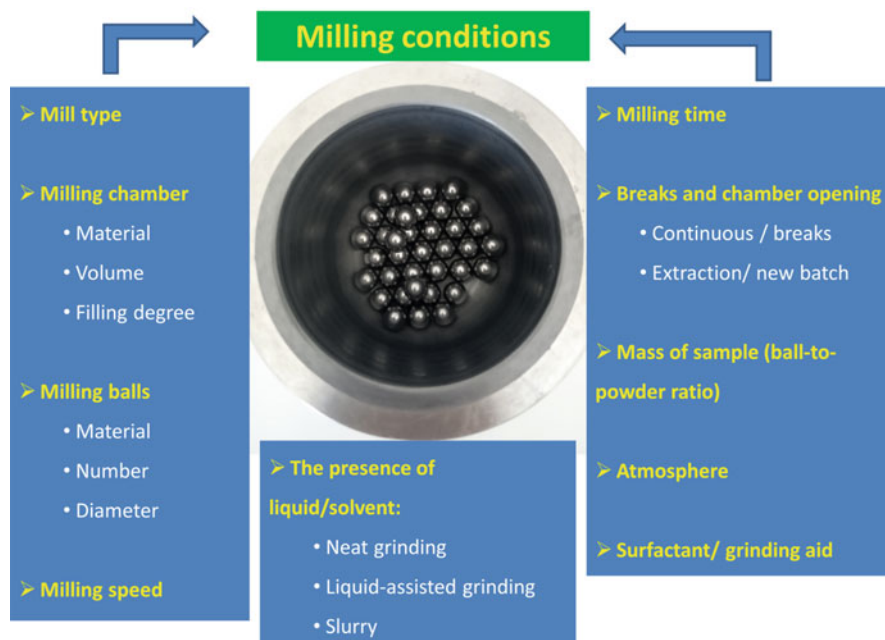 Milling conditions
➢ Mill type
➢ Milling chamber
• Material
• Volume
• Filling degree
➢ Milling balls
• Material
• Number
• Diameter
➢ Milling speed
➢ The presence of
liquid/solvent:
• Neat grinding
• Liquid-assisted grinding
• Slurry
➢ Milling time
➢ Breaks and chamber opening
• Continuous / breaks
• Extraction/ new batch
➢ Mass of sample (ball-to-
powder ratio)
➢ Atmosphere
➢ Surfactant/ grinding aid